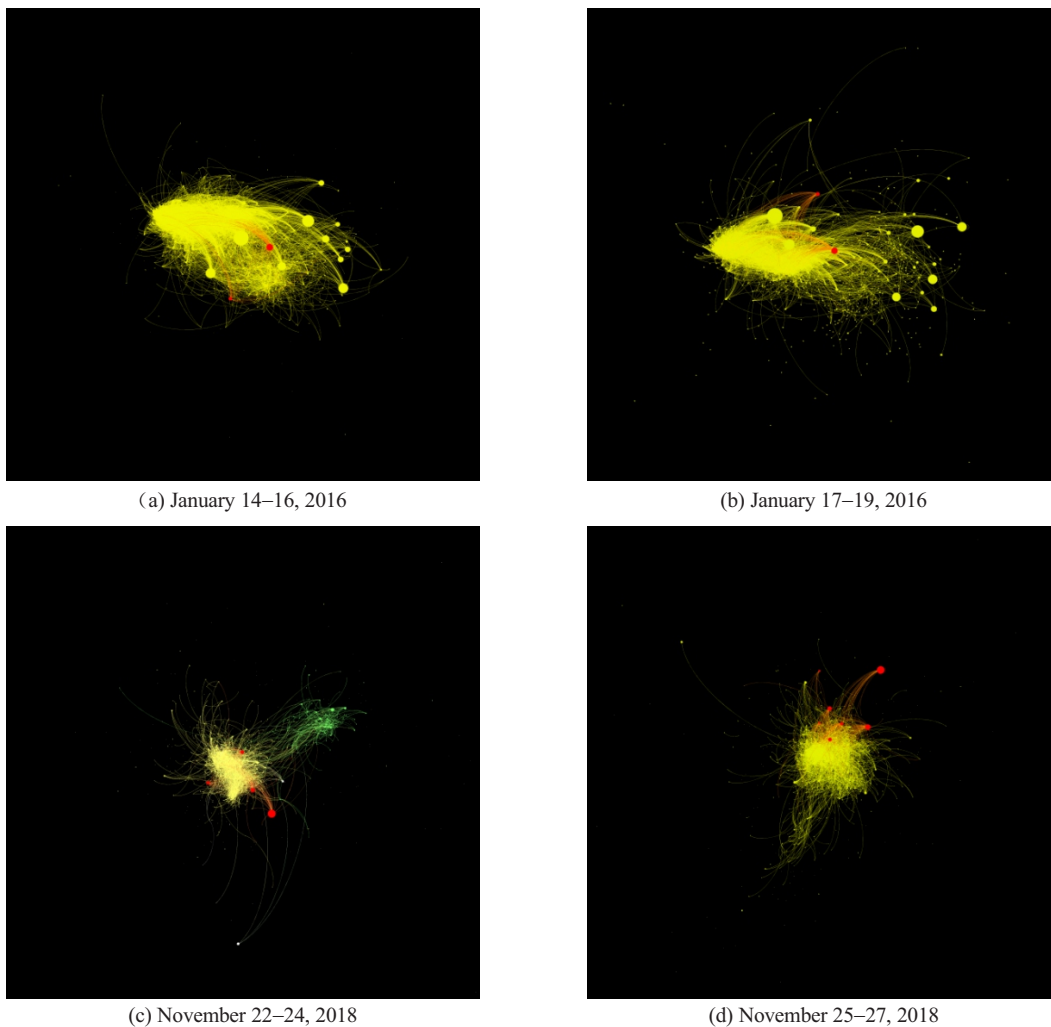 （a) January 14–16, 2016
(b) January 17–19, 2016
(c) November 22–24, 2018
(d) November 25–27, 2018